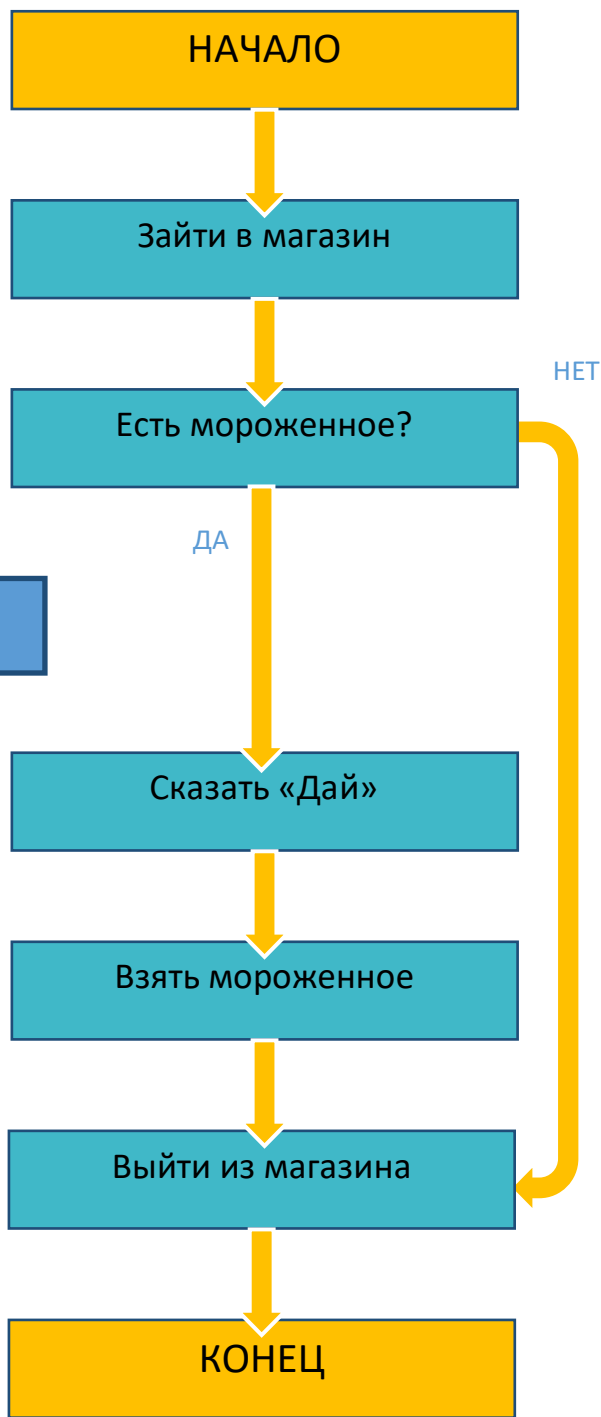 НАЧАЛО
Зайти в магазин
НЕТ
Есть мороженное?
ДА
Сказать «Дай»
Взять мороженное
Выйти из магазина
КОНЕЦ